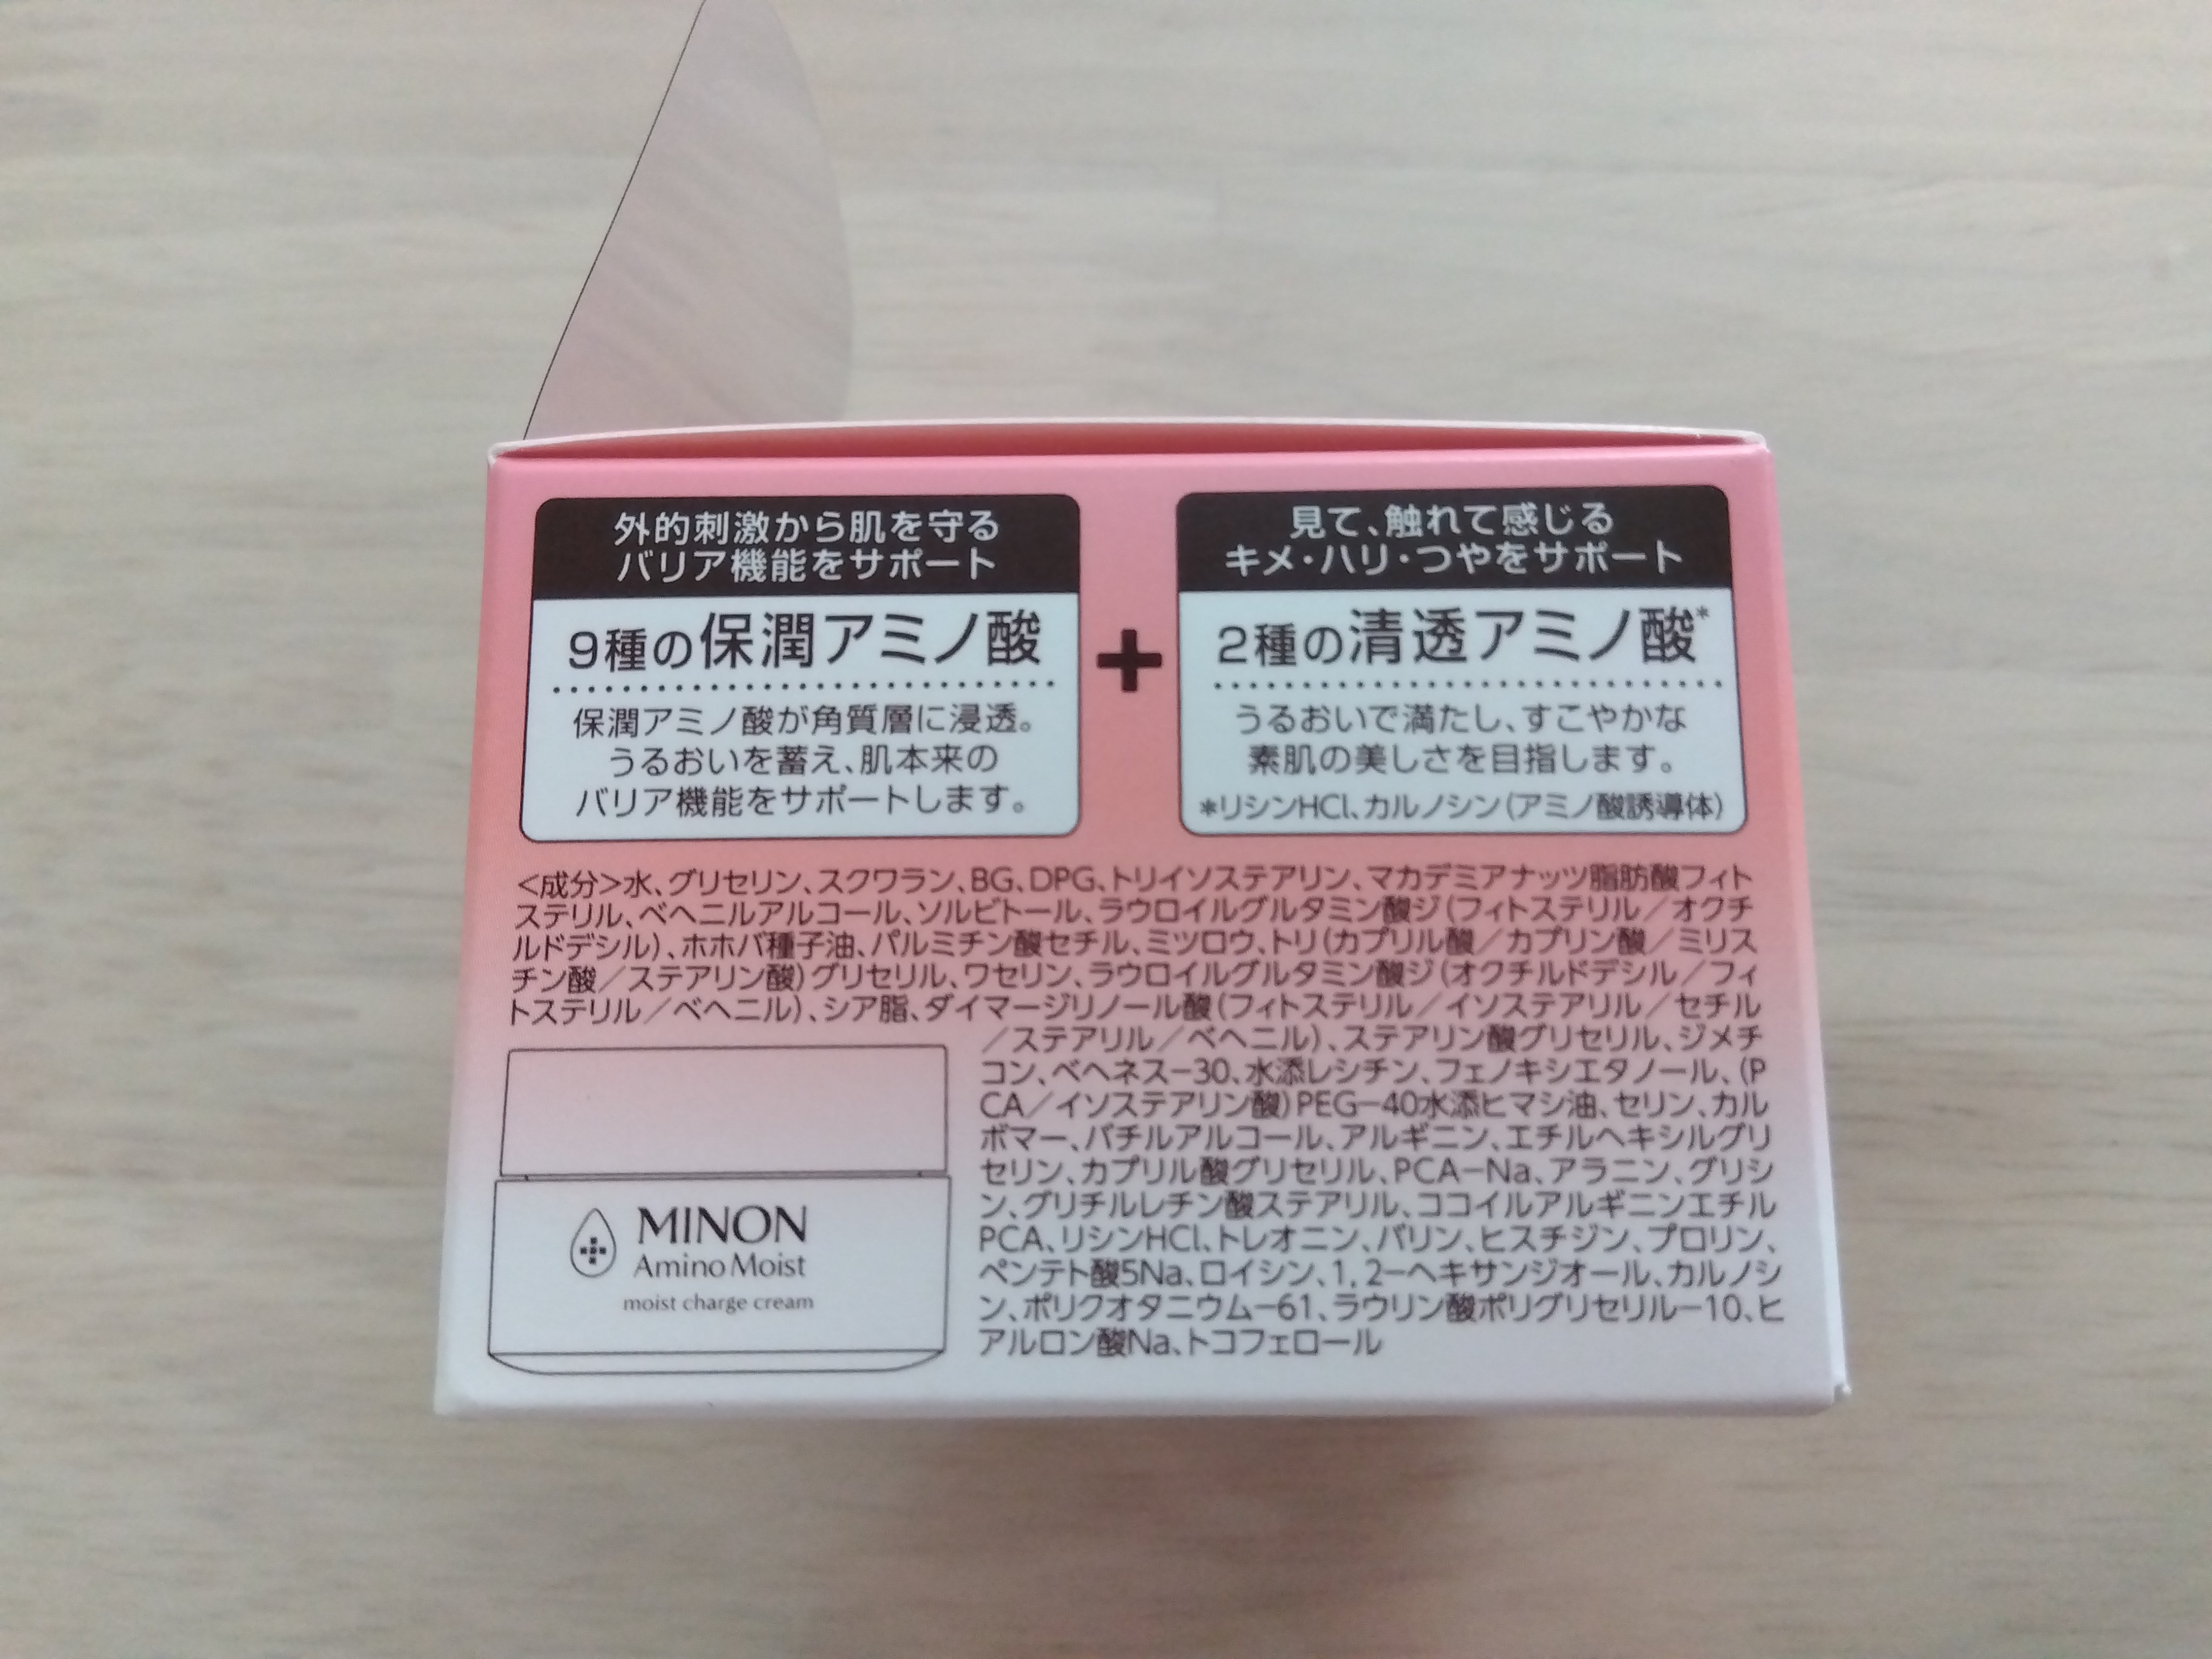 外的刺激から肌を守る
バリア機能をサポート
9種の保潤アミノ酸
保潤アミノ酸が角質層に浸透。
うるおいを蓄え、肌本来の
バリア機能をサポートします。
+
見て、触れて感じる
キメ・ハリ・つやをサポート
2種の清透アミノ酸*
うるおいで満たし、すこやかな
素肌の美しさを目指します。
*リシンHCl、カルノシン(アミノ酸誘導体)
<成分>水、グリセリン、スクワラン、BG、DPG、トリイソステアリン、マカデミアナッツ脂肪酸フィト
ステリル、ベヘニルアルコール、ソルビトール、ラウロイルグルタミン酸ジ(フィトステリル/オクチ
ルドデシル)、ホホバ種子油、パルミチン酸セチル、ミツロウ、トリ(カプリル酸/カプリン酸/ミリス
チン酸/ステアリン酸)グリセリル、ワセリン、ラウロイルグルタミン酸ジ(オクチルドデシル/フィ
トステリル/ベヘニル)、シア脂、ダイマージリノール酸(フィトステリル/イソステアリル/セチル
/ステアリル/ベヘニル)、ステアリン酸グリセリル、ジメチ
コン、ベヘネス-30、水添レシチン、フェノキシエタノール、(P
CA/イソステアリン酸)PEG-40水添ヒマシ油、セリン、カル
ボマー、バチルアルコール、アルギニン、エチルヘキシルグリ
セリン、カプリル酸グリセリル、PCA-Na、アラニン、グリシ
ン、グリチルレチン酸ステアリル、ココイルアルギニンエチル
PCA、リシンHCl、トレオニン、バリン、ヒスチジン、プロリン、
ペンテト酸5Na、ロイシン、1,2-ヘキサンジオール、カルノシ
ン、ポリクオタニウム-61、ラウリン酸ポリグリセリル-10、ヒ
アルロン酸Na、トコフェロール
MINON
Amino Moist
moist charge cream